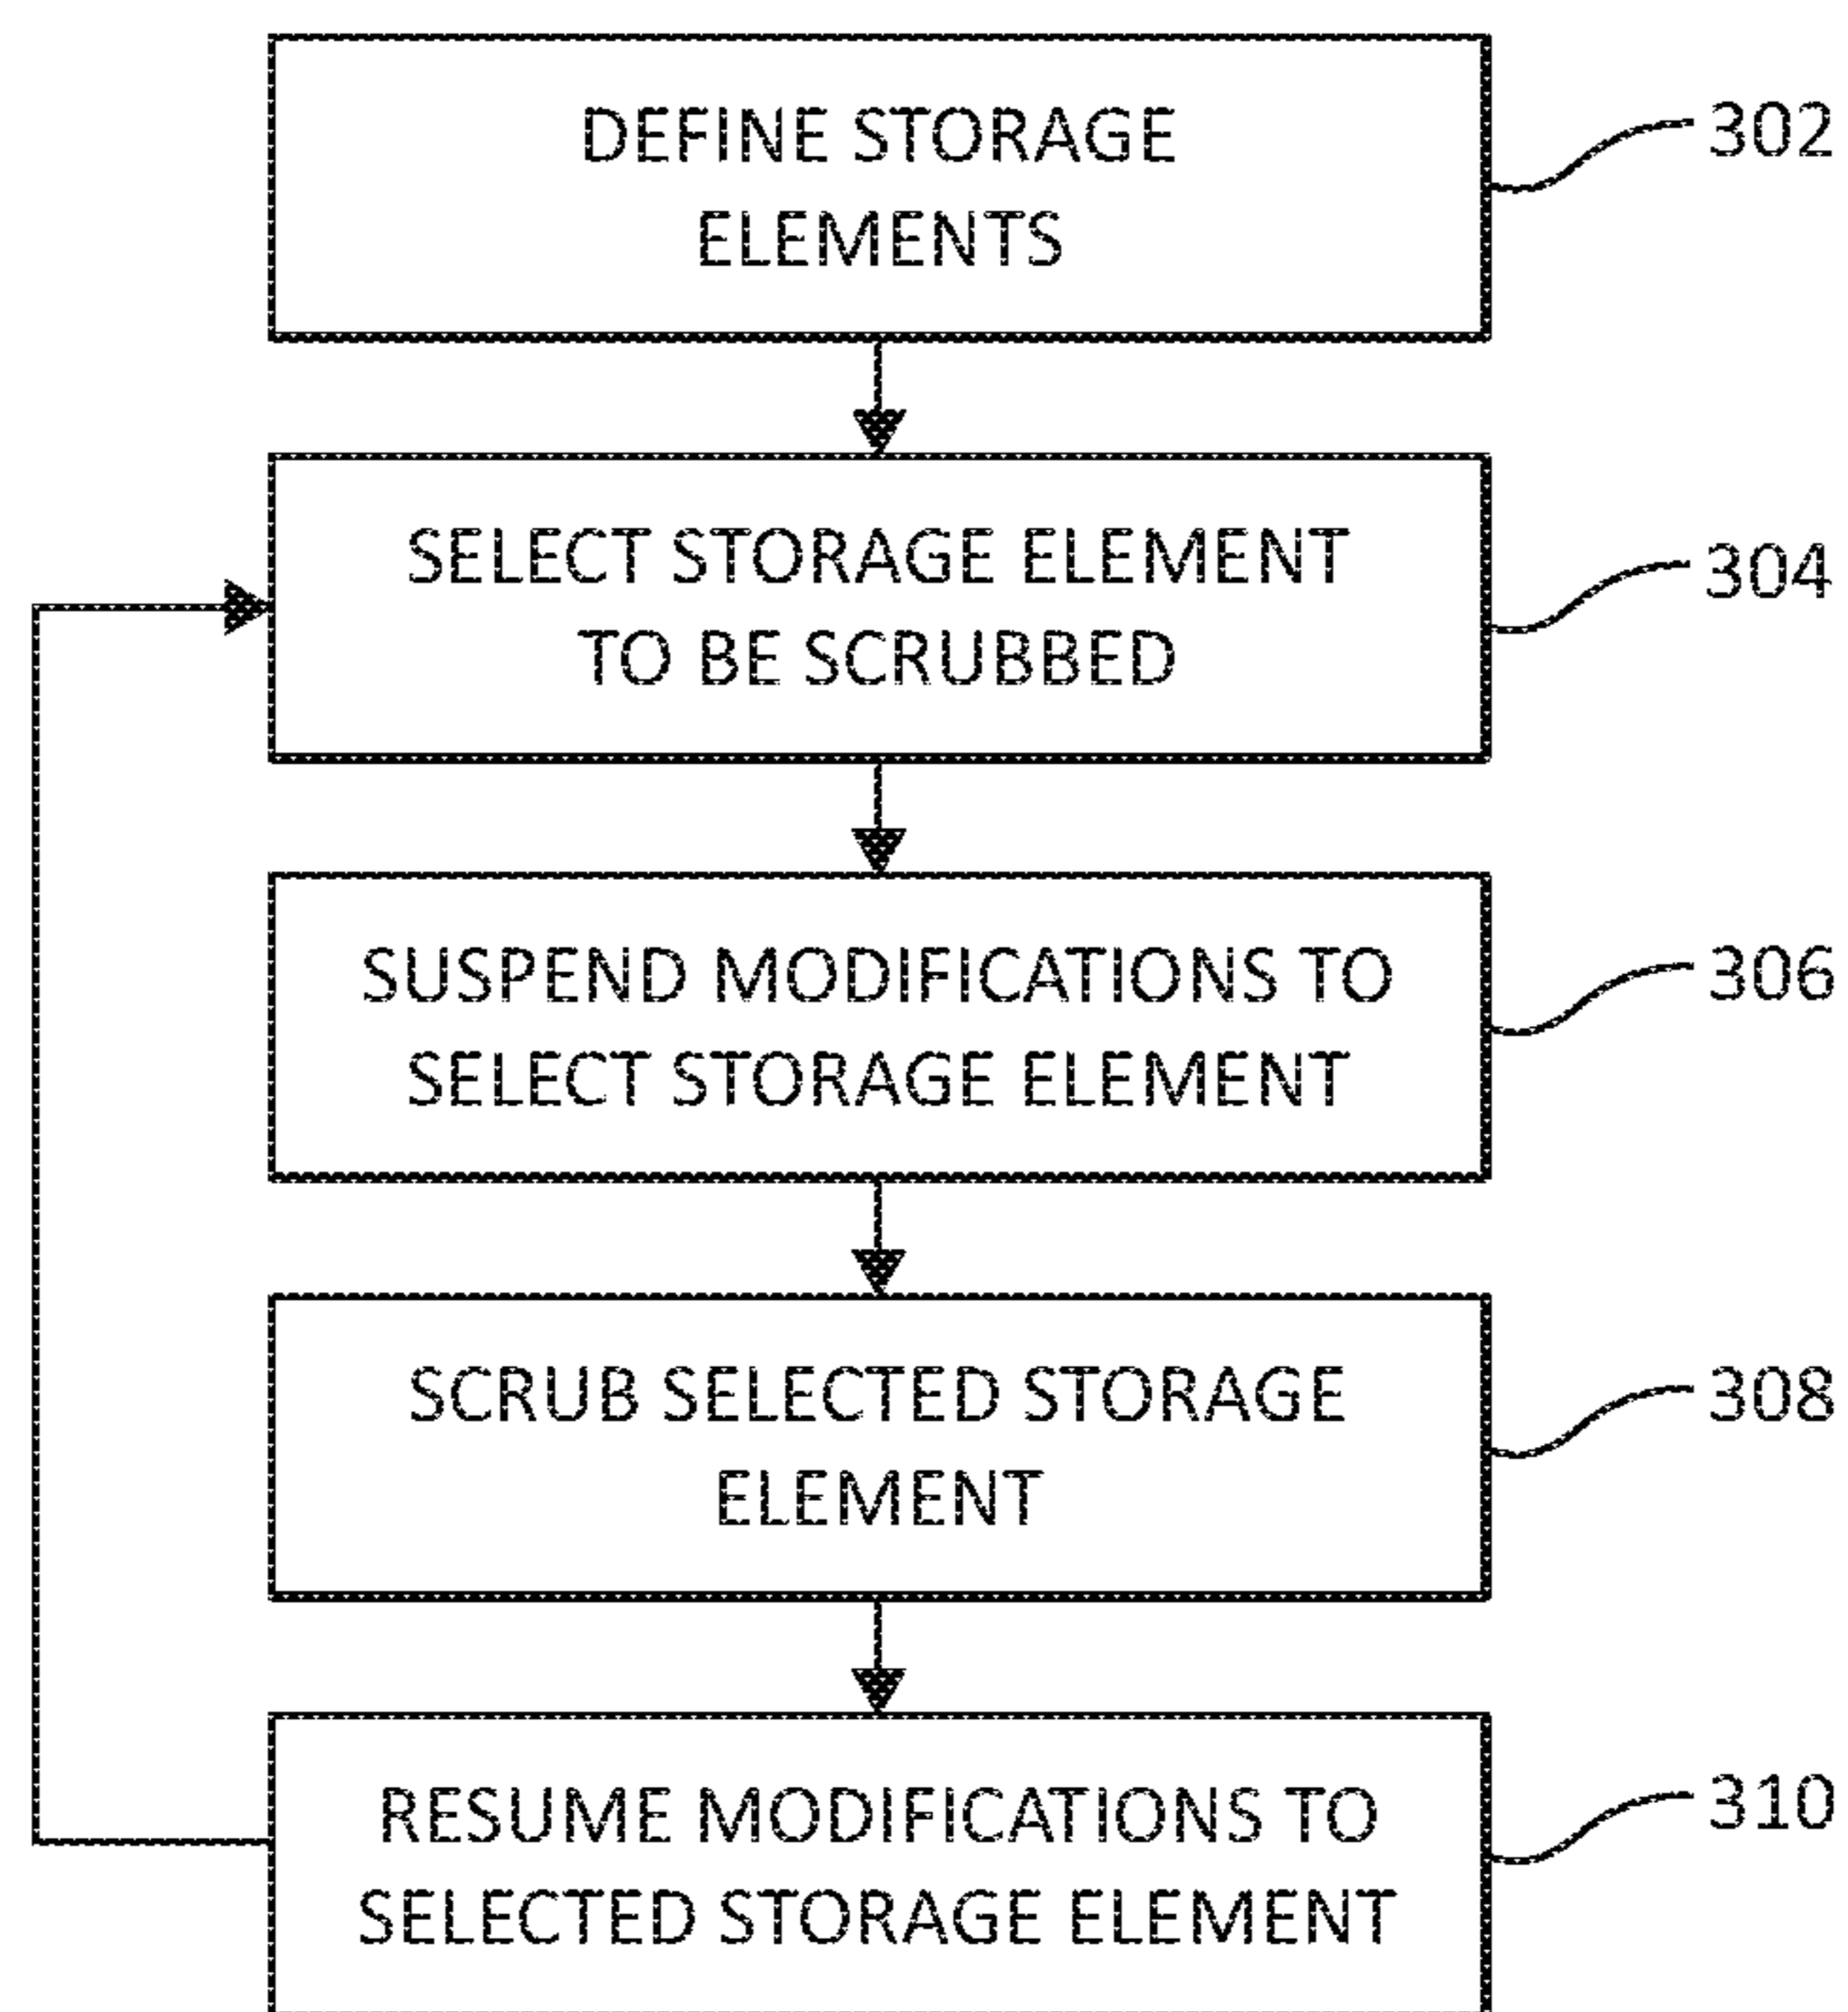 DEFINE STORAGE
ELEMENTS
302
SELECT STORAGE ELEMENT
TO BE SCRUBBED
304
SUSPEND MODIFICATIONS TO
SELECT STORAGE ELEMENT
306
SCRUB SELECTED STORAGE
ELEMENT
308
RESUME MODIFICATIONS TO
SELECTED STORAGE ELEMENT
310